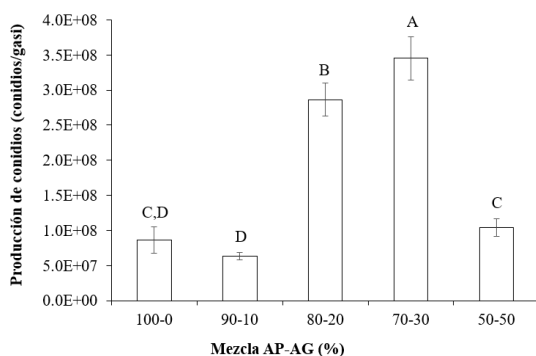 Producción de conidios (conidios/gasi)
4.0E+08
3.5E+08
3.0E+08
2.5E+08
2.0E+08
1.5E+08
1.0E+08
5.0E+07
0.0E+00
C,D
D
B
A
C
100-0 90-10 80-20 70-30 50-50
Mezcla AP-AG (%)